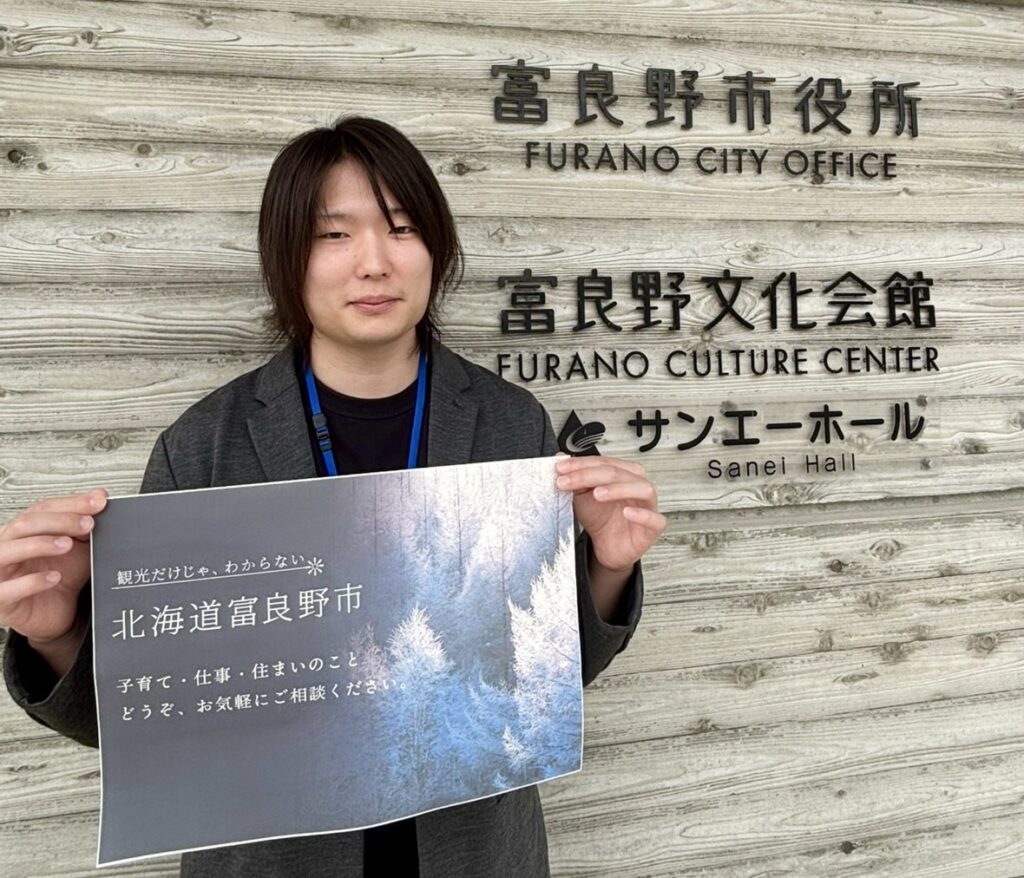 富良野市役所
FURANO CITY OFFICE
富良野文化会館
FURANO CULTURE CENTER
サンエーホール
Sanei Hall
観光だけじゃ、わからない
北海道富良野市
子育て・仕事・住まいのこと
どうぞ、お気軽にご相談ください。